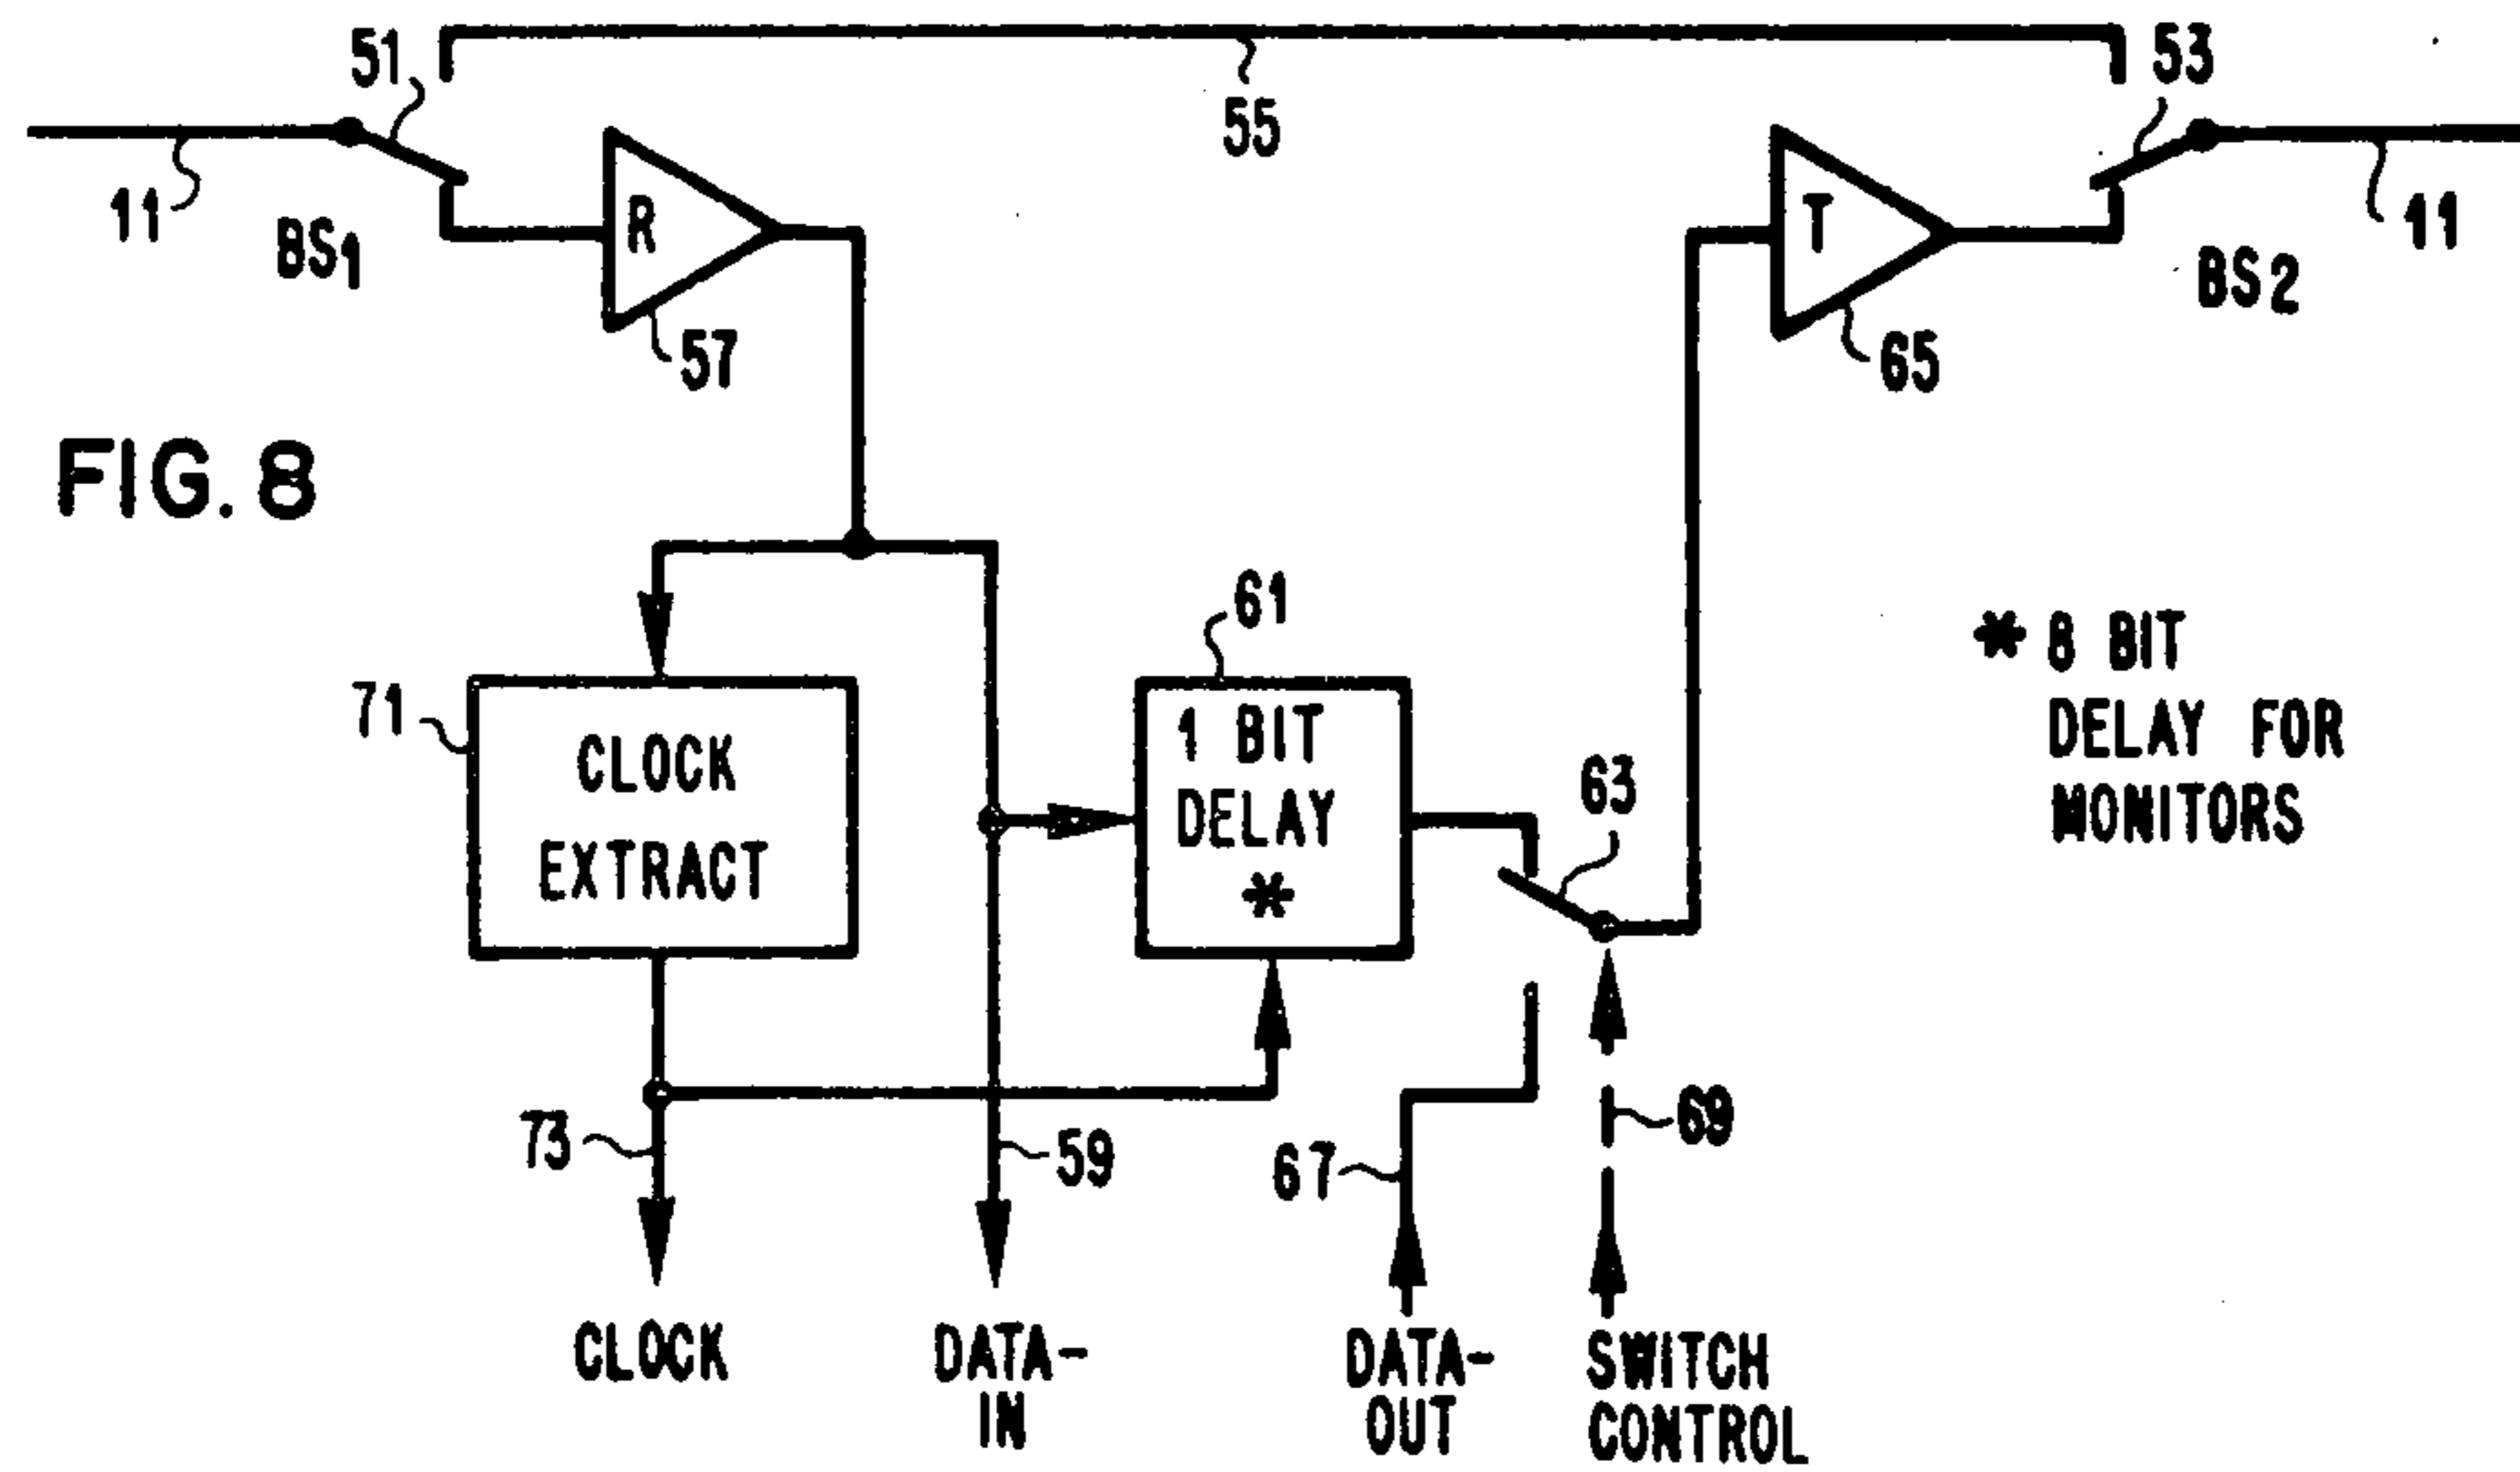 51
53
55
11
BS1
R
57
T
65
11
BS2
FIG. 8
61
71
CLOCK
EXTRACT
1 BIT
DELAY
*
63
* 8 BIT
DELAY FOR
MONITORS
73
59
67
69
CLOCK
DATA-
IN
DATA-
OUT
SWITCH
CONTROL